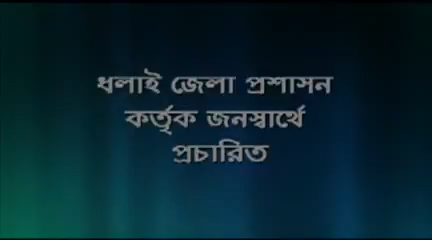 ধলাই জেলা প্রশাসন
কর্তৃক জনস্বার্থে
প্রচারিত